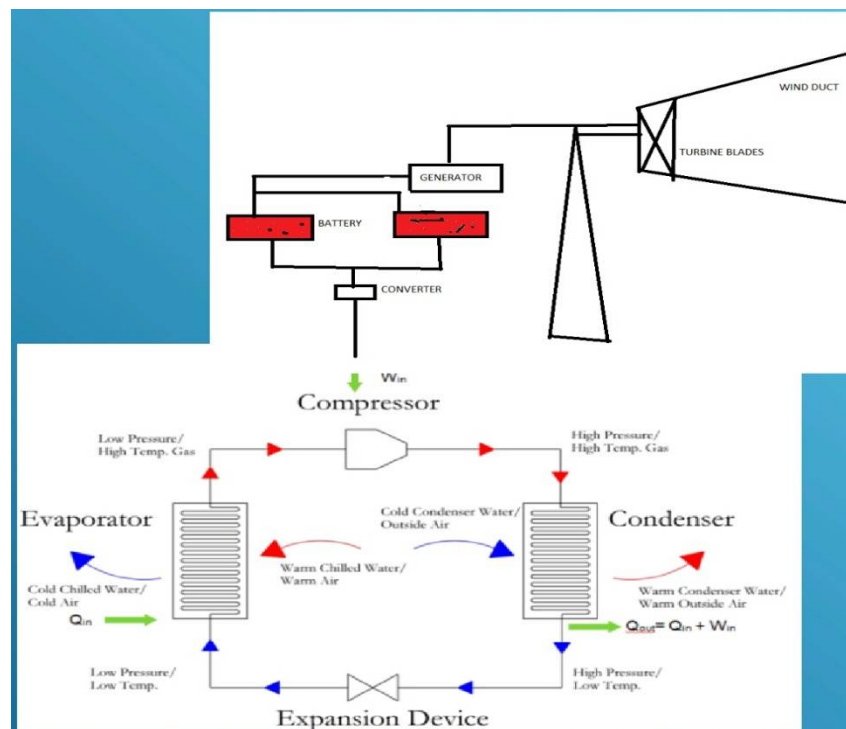 WIND DUCT
TURBINE BLADES
GENERATOR
BATTERY
CONVERTER
Win
Compressor
Low Pressure/
High Temp. Gas
High Pressure/
High Temp. Gas
Evaporator
Cold Condenser Water/
Outside Air
Condenser
Warm Chilled Water/
Warm Air
Cold Chilled Water/
Cold Air
Warm Condenser Water/
Warm Outside Air
Qin
Qout= Qin + Win
Low Pressure/
Low Temp.
High Pressure/
Low Temp.
Expansion Device